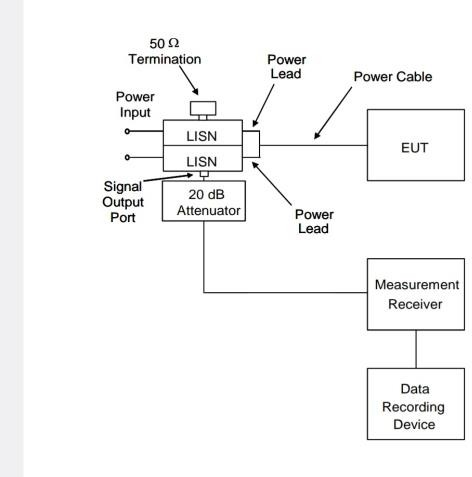 50 Ω
Termination
Power
Lead
Power Cable
Power
Input
LISN
EUT
LISN
Signal
Output
Port
20 dB
Attenuator
Power
Lead
Measurement
Receiver
Data
Recording
Device